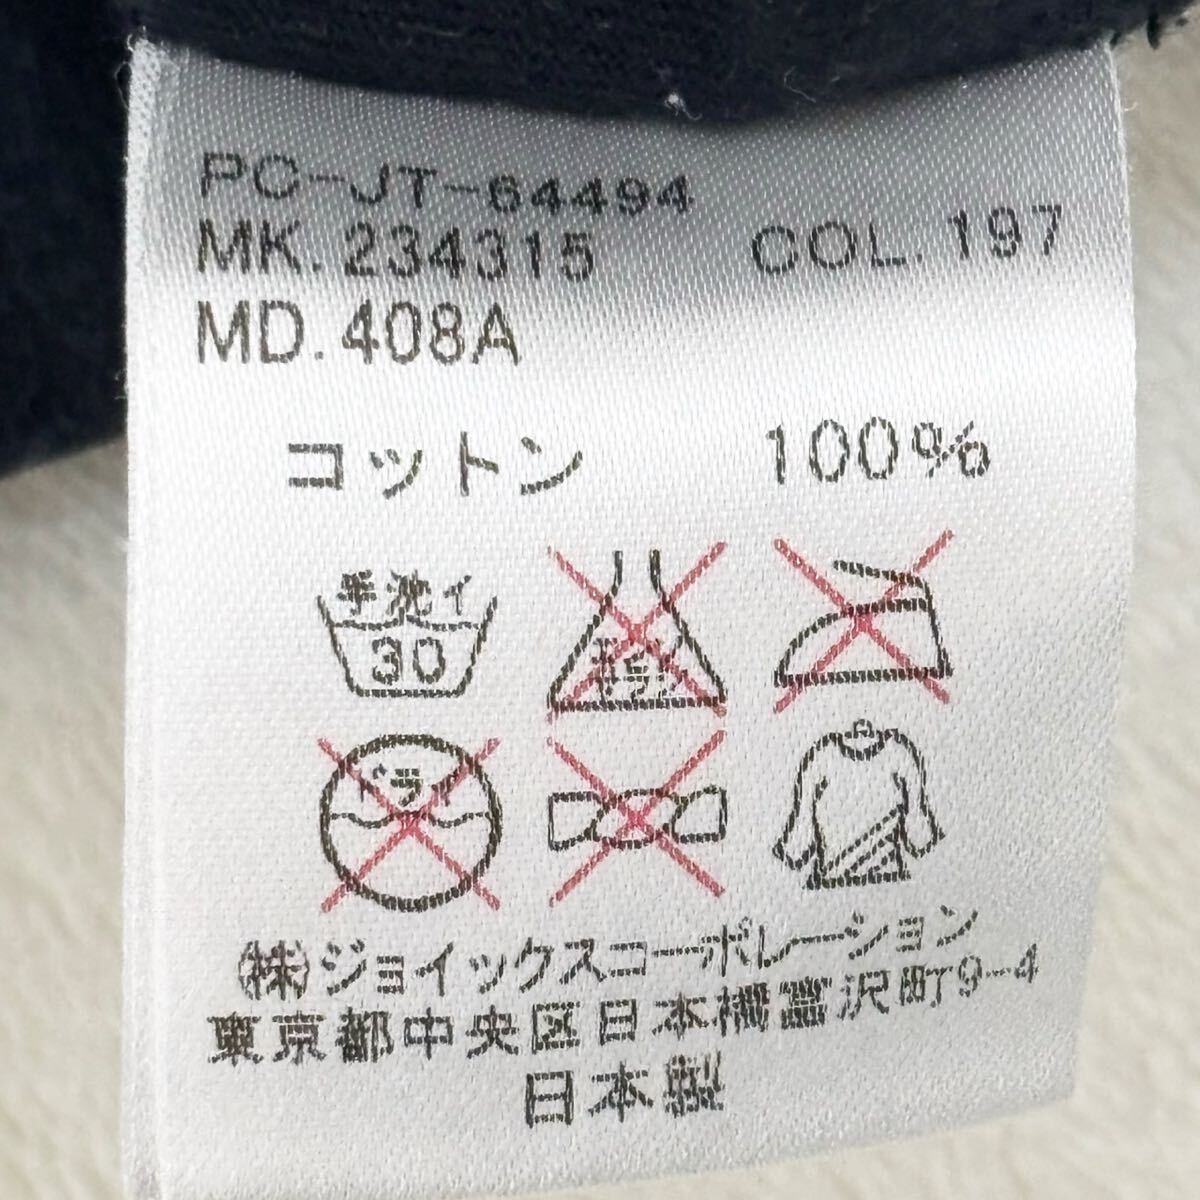 PC-JT-64494
MK.234315 COL.197
MD.408A
コットン 100%
手洗イ
30
ドライ
㈱ジョイックスコーポレーション
東京都中央区日本橋富沢町9-4
日本製